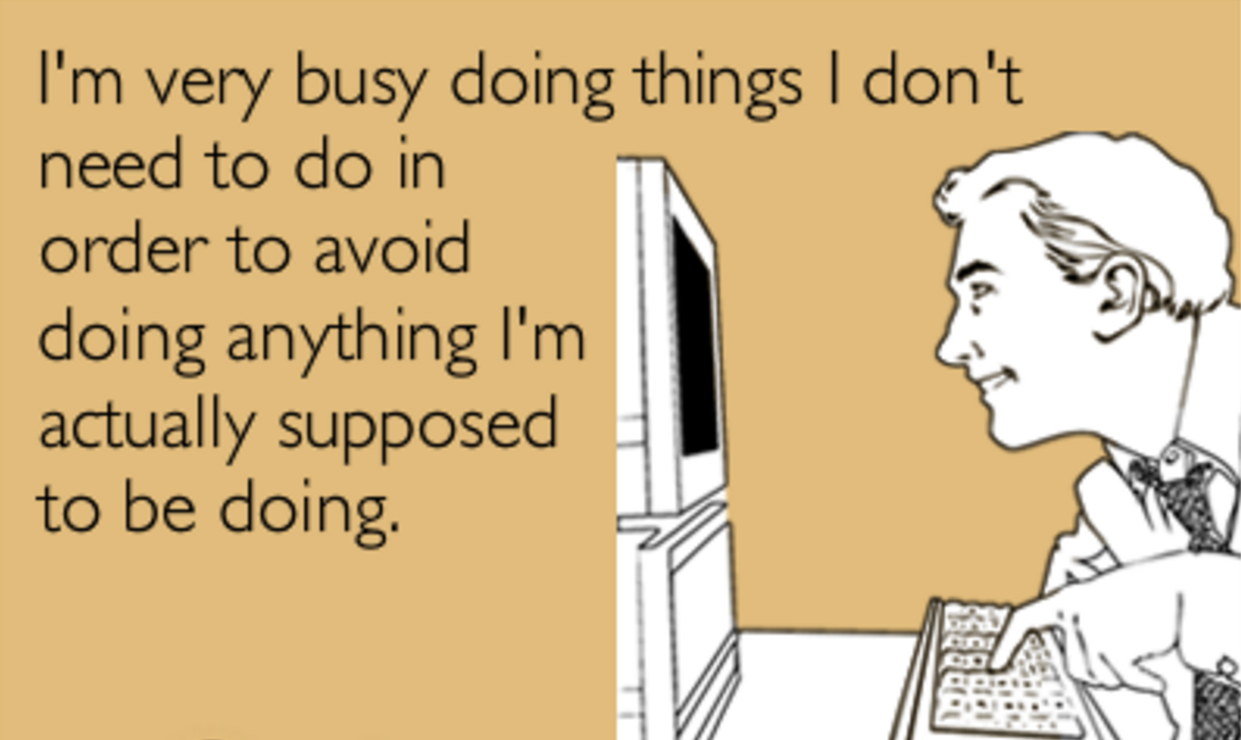 I'm very busy doing things I don't
need to do in
order to avoid
doing anything I'm
actually supposed
to be doing.